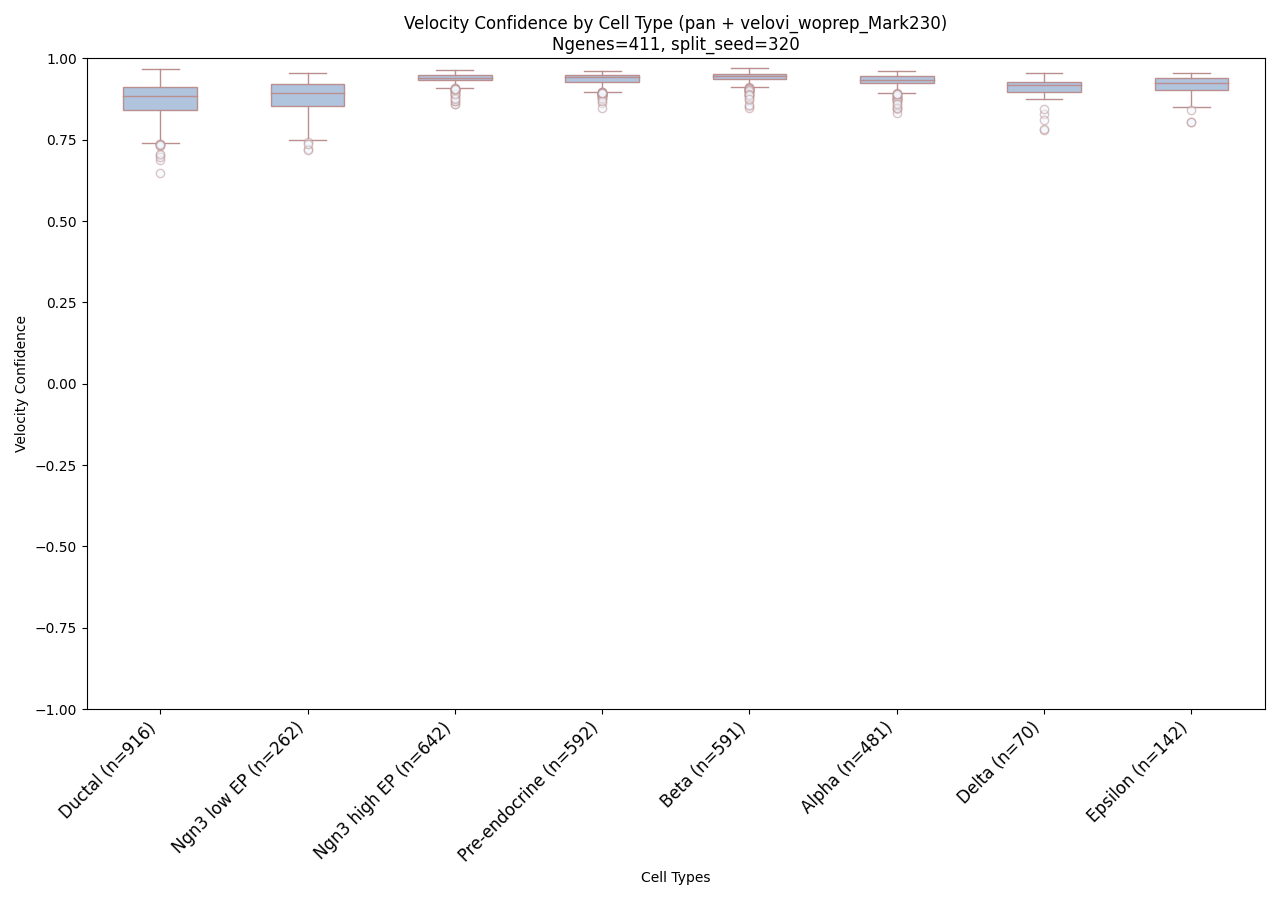 Velocity Confidence by Cell Type (pan + velovi_woprep_Mark230)
Ngenes=411, split_seed=320
Velocity Confidence
1.00
0.75
0.50
0.25
0.00
−0.25
−0.50
−0.75
−1.00
Ductal (n=916)
Ngn3 low EP (n=262)
Ngn3 high EP (n=642)
Pre-endocrine (n=592)
Beta (n=591)
Alpha (n=481)
Delta (n=70)
Epsilon (n=142)
Cell Types